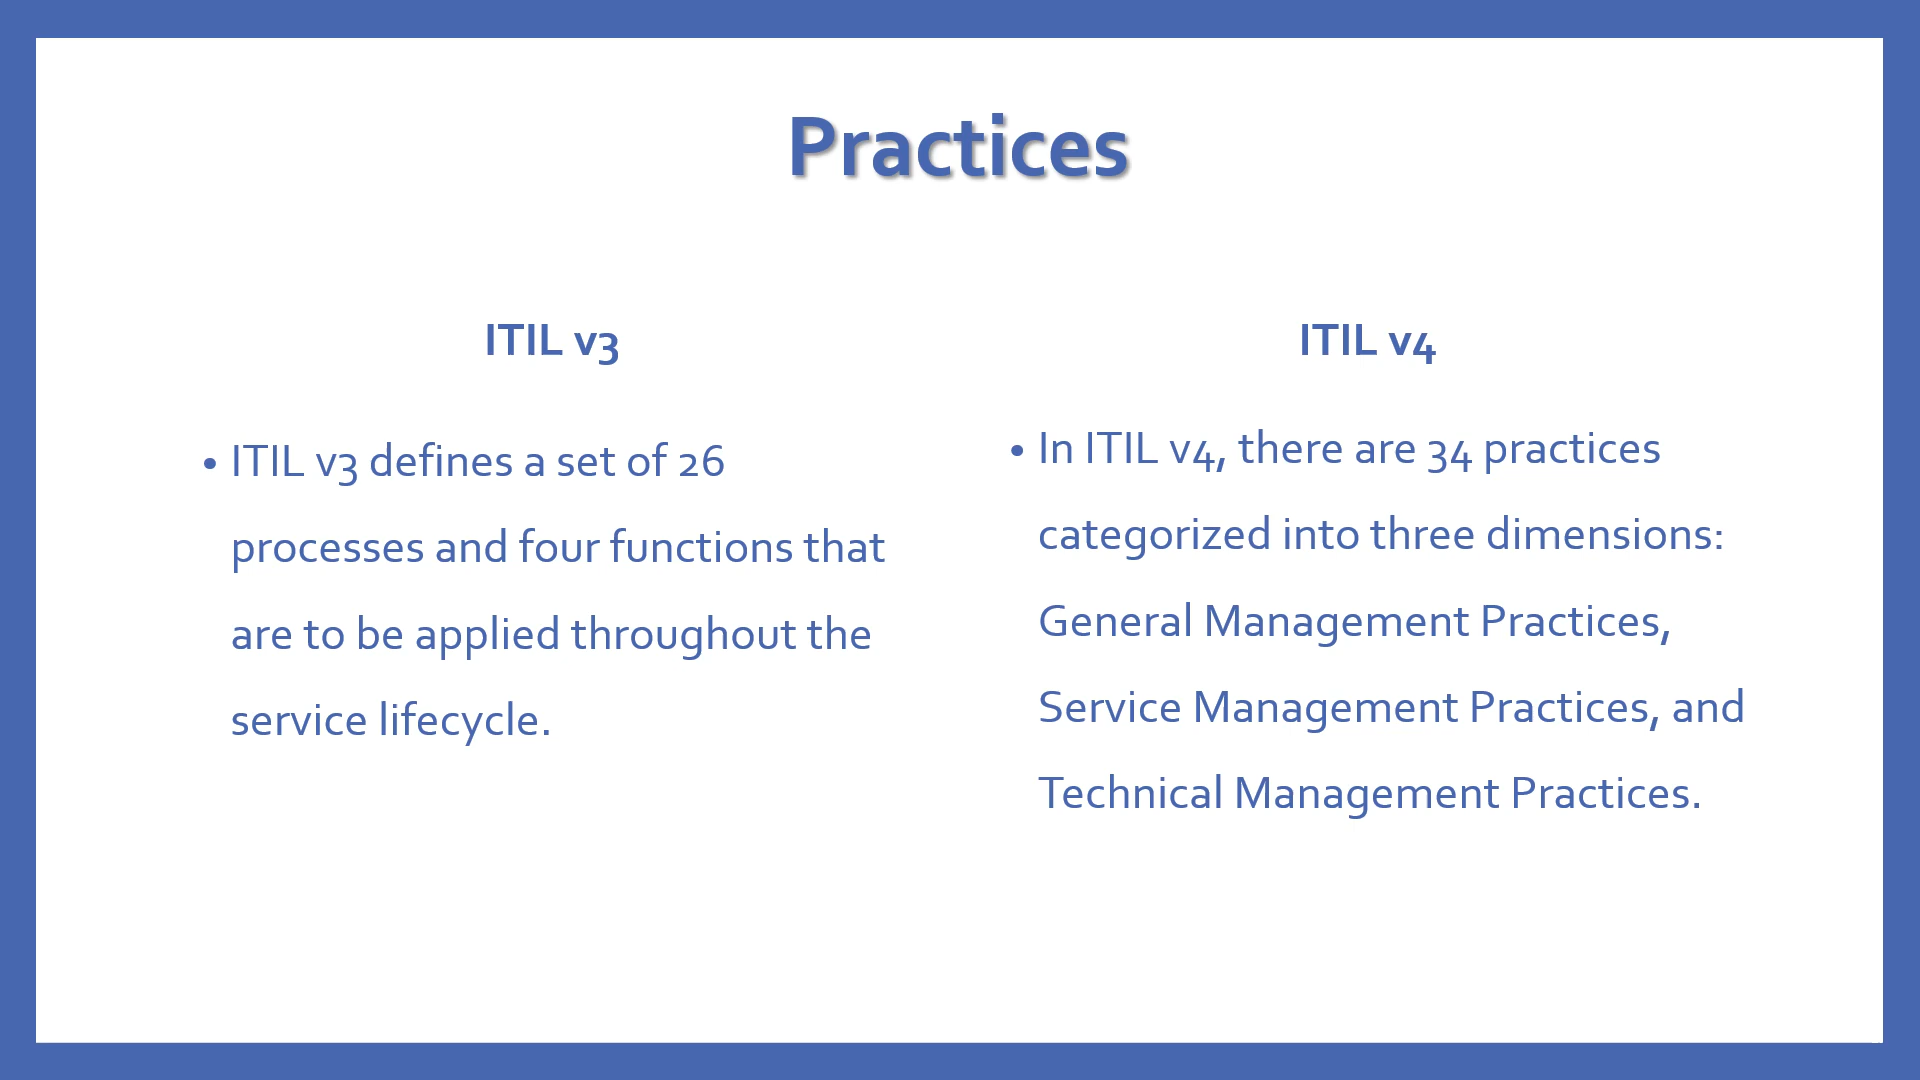 Practices
ITIL v3
• ITIL v3 defines a set of 26
processes and four functions that
are to be applied throughout the
service lifecycle.
ITIL v4
• In ITIL v4, there are 34 practices
categorized into three dimensions:
General Management Practices,
Service Management Practices, and
Technical Management Practices.